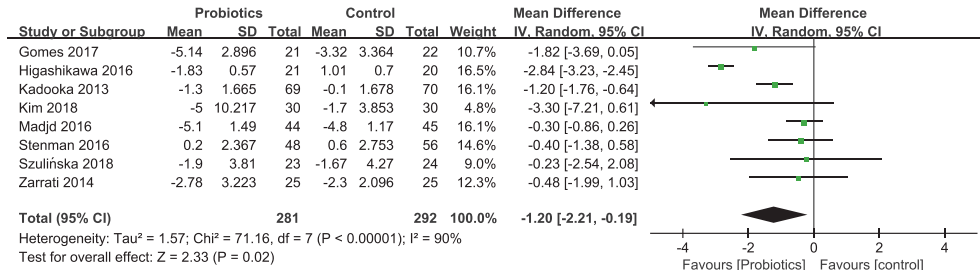 Probiotics Control Mean Difference Mean Difference
Study or Subgroup Mean SD Total Mean SD Total Weight IV, Random, 95% CI IV, Random, 95% CI
Gomes 2017 -5.14 2.896 21 -3.32 3.364 22 10.7% -1.82 [-3.69, 0.05]
Higashikawa 2016 -1.83 0.57 21 1.01 0.7 20 16.5% -2.84 [-3.23, -2.45]
Kadooka 2013 -1.3 1.665 69 -0.1 1.678 70 15.8% -1.20 [-1.76, -0.64]
Kim 2018 -5 10.217 30 -1.7 3.853 30 4.8% -3.30 [-7.21, 0.61]
Madjd 2016 -5.1 1.49 44 -4.8 1.17 45 15.9% -0.30 [-0.86, 0.26]
Stenman 2016 0.2 2.367 48 0.6 2.753 56 14.5% -0.40 [-1.38, 0.58]
Szulińska 2018 -1.9 3.81 23 -1.67 4.27 24 9.0% -0.23 [-2.54, 2.08]
Zarrati 2014 -2.78 3.223 25 -2.3 2.096 25 12.3% -0.48 [-1.99, 1.03]
Total (95% CI) 281 292 100.0% -1.20 [-2.21, -0.19]
Heterogeneity: Tau² = 1.57; Chi² = 71.16, df = 7 (P < 0.00001); I² = 90%
Test for overall effect: Z = 2.33 (P = 0.02)
-4 -2 0 2 4
Favours [Probiotics] Favours [control]